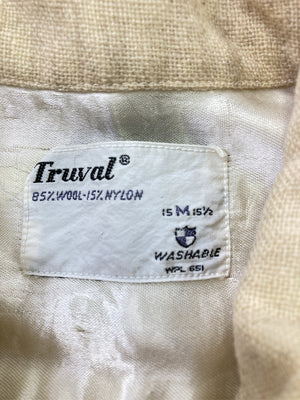 Truval®
85% WOOL-15% NYLON
15 M 15½
WASHABLE
WPL 651